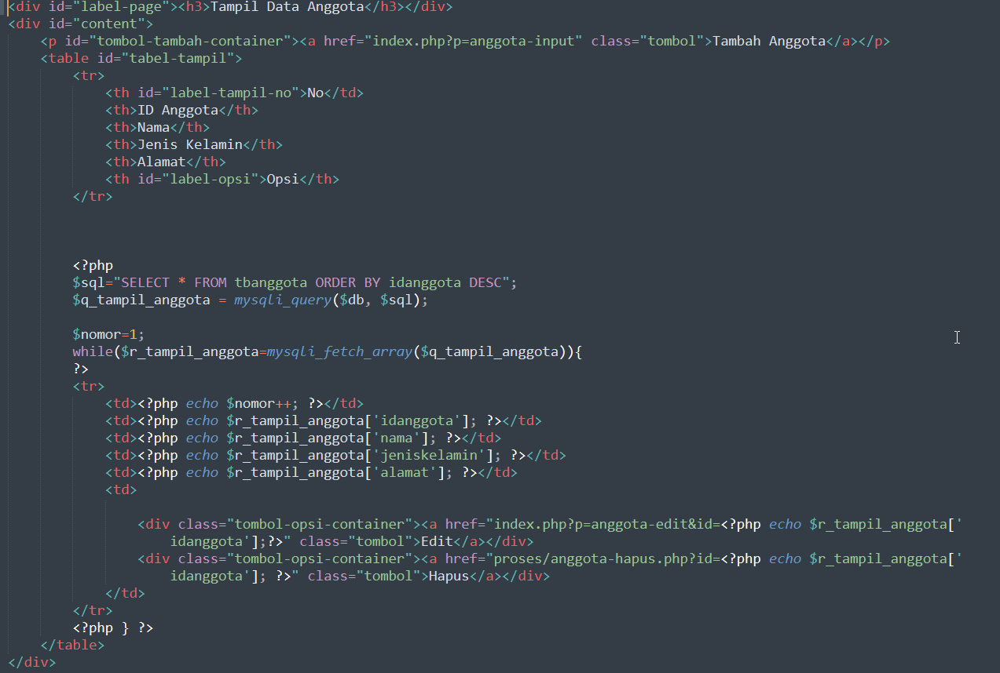 <div id="label-page"><h3>Tampil Data Anggota</h3></div>
<div id="content">
    <p id="tombol-tambah-container"><a href="index.php?p=anggota-input" class="tombol">Tambah Anggota</a></p>
    <table id="tabel-tampil">
        <tr>
            <th id="label-tampil-no">No</td>
            <th>ID Anggota</th>
            <th>Nama</th>
            <th>Jenis Kelamin</th>
            <th>Alamat</th>
            <th id="label-opsi">Opsi</th>
        </tr>
        <?php
        $sql="SELECT * FROM tbanggota ORDER BY idanggota DESC";
        $q_tampil_anggota = mysqli_query($db, $sql);
        $nomor=1;
        while($r_tampil_anggota=mysqli_fetch_array($q_tampil_anggota)){
        ?>
        <tr>
            <td><?php echo $nomor++; ?></td>
            <td><?php echo $r_tampil_anggota['idanggota']; ?></td>
            <td><?php echo $r_tampil_anggota['nama']; ?></td>
            <td><?php echo $r_tampil_anggota['jeniskelamin']; ?></td>
            <td><?php echo $r_tampil_anggota['alamat']; ?></td>
            <td>
                <div class="tombol-opsi-container"><a href="index.php?p=anggota-edit&id=<?php echo $r_tampil_anggota['
                    idanggota'];?>" class="tombol">Edit</a></div>
                <div class="tombol-opsi-container"><a href="proses/anggota-hapus.php?id=<?php echo $r_tampil_anggota['
                    idanggota']; ?>" class="tombol">Hapus</a></div>
            </td>
        </tr>
        <?php } ?>
    </table>
</div>